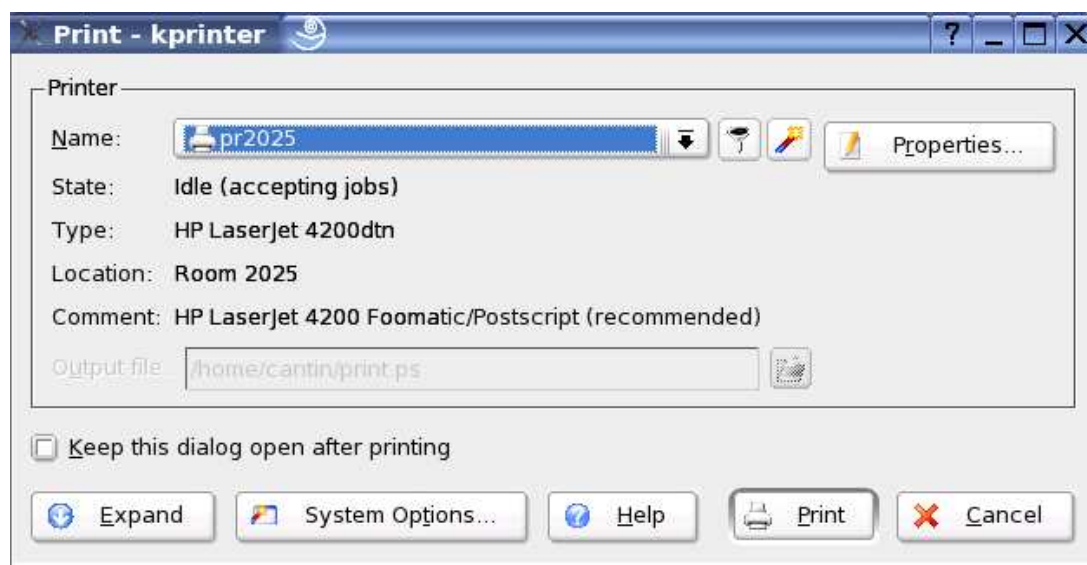 Print - kprinter
Printer
Name: pr2025 Properties...
State: Idle (accepting jobs)
Type: HP LaserJet 4200dtn
Location: Room 2025
Comment: HP LaserJet 4200 Foomatic/Postscript (recommended)
Output file /home/cantin/print.ps
Keep this dialog open after printing
Expand System Options... Help Print Cancel